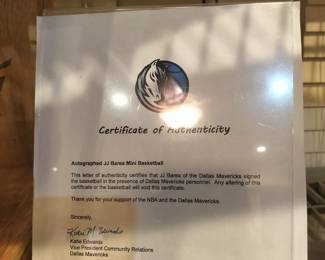 Certificate of Authenticity
Autographed JJ Barea Mini Basketball
This letter of authenticity certifies that JJ Barea of the Dallas Mavericks signed
the basketball in the presence of Dallas Mavericks personnel. Any altering of this
certificate or the basketball will void this certificate.
Thank you for your support of the NBA and the Dallas Mavericks.
Sincerely,
Katie M. Edwards
Katie Edwards
Vice President Community Relations
Dallas Mavericks